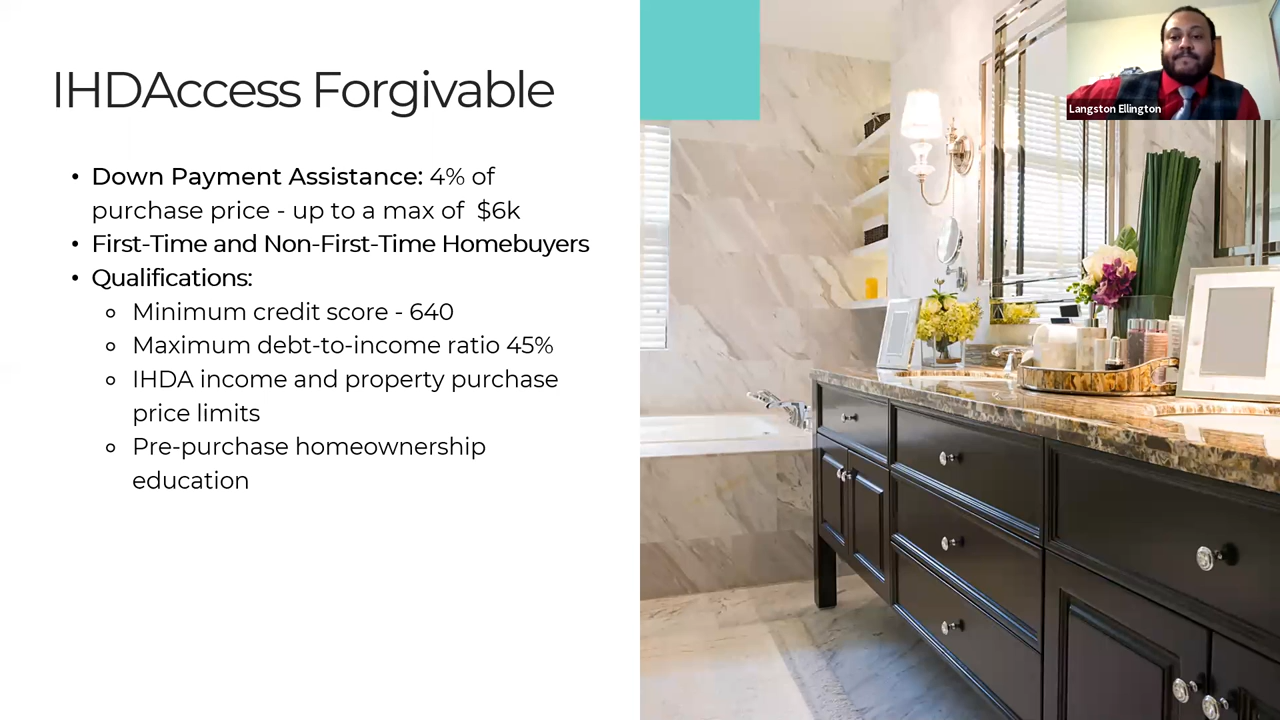 IHDAccess Forgivable
• Down Payment Assistance: 4% of
purchase price - up to a max of $6k
• First-Time and Non-First-Time Homebuyers
• Qualifications:
○ Minimum credit score - 640
○ Maximum debt-to-income ratio 45%
○ IHDA income and property purchase
price limits
○ Pre-purchase homeownership
education
Langston Ellington